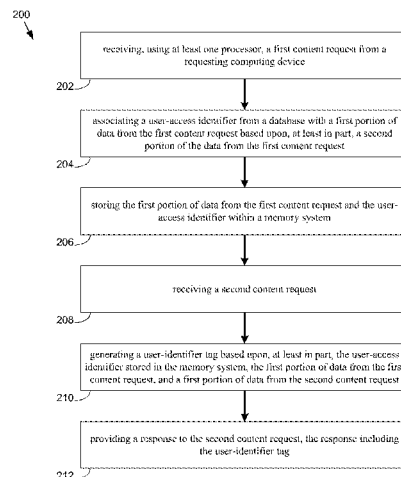 200
receiving, using at least one processor, a first content request from a
requesting computing device
202
associating a user-access identifier from a database with a first portion of
data from the first content request based upon, at least in part, a second
portion of the data from the first content request
204
storing the first portion of data from the first content request and the user-
access identifier within a memory system
206
receiving a second content request
208
generating a user-identifier tag based upon, at least in part, the user-access
identifier stored in the memory system, the first portion of data from the first
content request, and a first portion of data from the second content request
210
providing a response to the second content request, the response including
the user-identifier tag
212